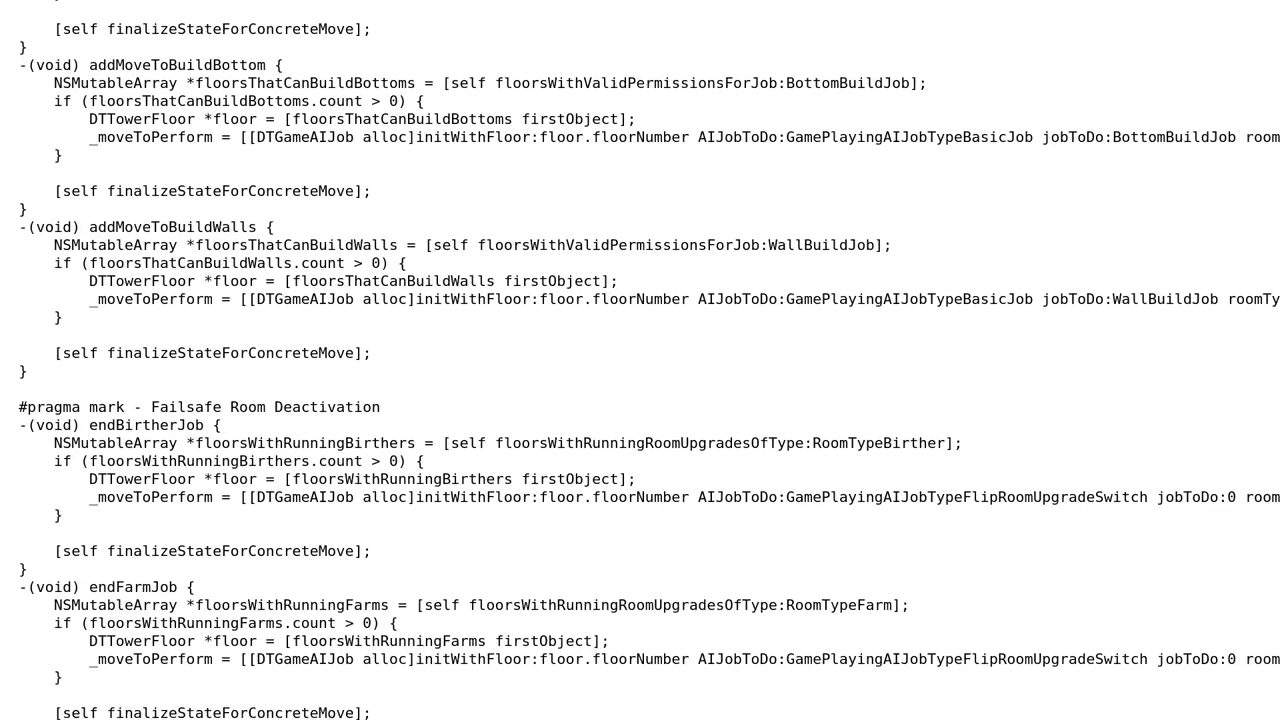 [self finalizeStateForConcreteMove];
}
-(void) addMoveToBuildBottom {
    NSMutableArray *floorsThatCanBuildBottoms = [self floorsWithValidPermissionsForJob:BottomBuildJob];
    if (floorsThatCanBuildBottoms.count > 0) {
        DTTowerFloor *floor = [floorsThatCanBuildBottoms firstObject];
        _moveToPerform = [[DTGameAIJob alloc]initWithFloor:floor.floorNumber AIJobToDo:GamePlayingAIJobTypeBasicJob jobToDo:BottomBuildJob room
    }

    [self finalizeStateForConcreteMove];
}
-(void) addMoveToBuildWalls {
    NSMutableArray *floorsThatCanBuildWalls = [self floorsWithValidPermissionsForJob:WallBuildJob];
    if (floorsThatCanBuildWalls.count > 0) {
        DTTowerFloor *floor = [floorsThatCanBuildWalls firstObject];
        _moveToPerform = [[DTGameAIJob alloc]initWithFloor:floor.floorNumber AIJobToDo:GamePlayingAIJobTypeBasicJob jobToDo:WallBuildJob roomTy
    }

    [self finalizeStateForConcreteMove];
}

#pragma mark - Failsafe Room Deactivation
-(void) endBirtherJob {
    NSMutableArray *floorsWithRunningBirthers = [self floorsWithRunningRoomUpgradesOfType:RoomTypeBirther];
    if (floorsWithRunningBirthers.count > 0) {
        DTTowerFloor *floor = [floorsWithRunningBirthers firstObject];
        _moveToPerform = [[DTGameAIJob alloc]initWithFloor:floor.floorNumber AIJobToDo:GamePlayingAIJobTypeFlipRoomUpgradeSwitch jobToDo:0 room
    }

    [self finalizeStateForConcreteMove];
}
-(void) endFarmJob {
    NSMutableArray *floorsWithRunningFarms = [self floorsWithRunningRoomUpgradesOfType:RoomTypeFarm];
    if (floorsWithRunningFarms.count > 0) {
        DTTowerFloor *floor = [floorsWithRunningFarms firstObject];
        _moveToPerform = [[DTGameAIJob alloc]initWithFloor:floor.floorNumber AIJobToDo:GamePlayingAIJobTypeFlipRoomUpgradeSwitch jobToDo:0 room
    }

    [self finalizeStateForConcreteMove];